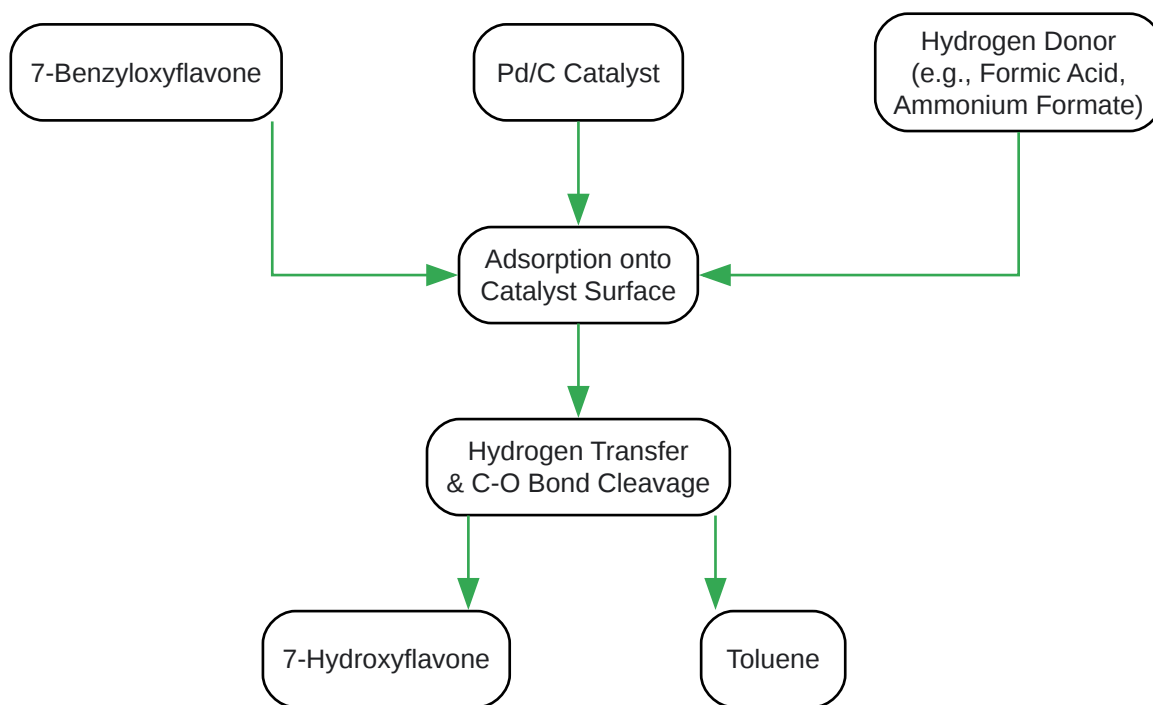 7-Benzyloxyflavone
Pd/C Catalyst
Hydrogen Donor
(e.g., Formic Acid,
Ammonium Formate)
Adsorption onto
Catalyst Surface
Hydrogen Transfer
& C-O Bond Cleavage
7-Hydroxyflavone
Toluene